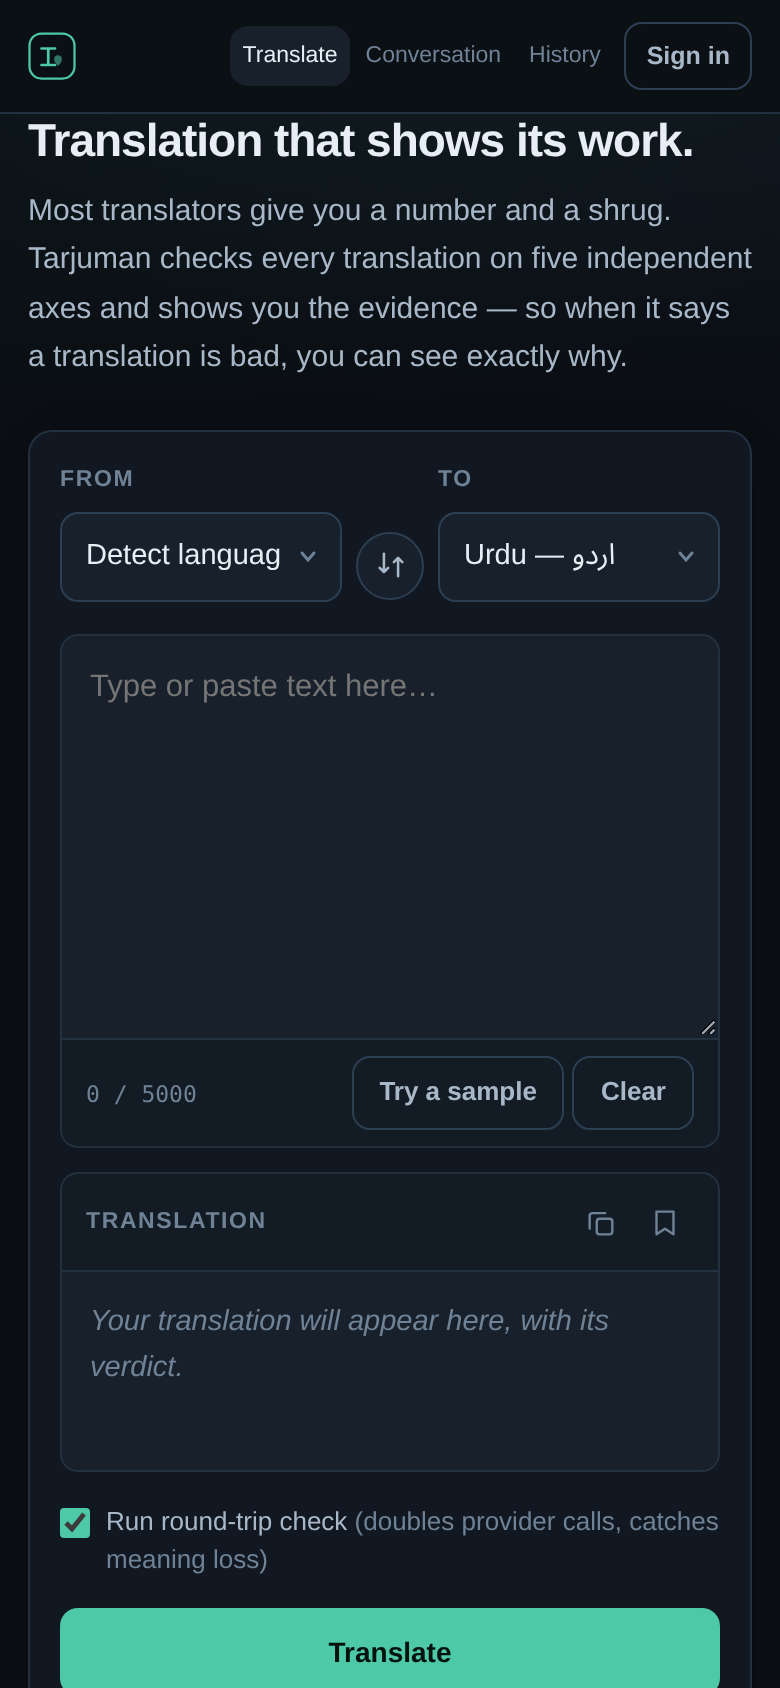 Translate Conversation History Sign in
Translation that shows its work.
Most translators give you a number and a shrug.
Tarjuman checks every translation on five independent
axes and shows you the evidence — so when it says
a translation is bad, you can see exactly why.
FROM TO
Detect languag Urdu — اردو
Type or paste text here…
0 / 5000 Try a sample Clear
TRANSLATION
Your translation will appear here, with its
verdict.
Run round-trip check (doubles provider calls, catches
meaning loss)
Translate